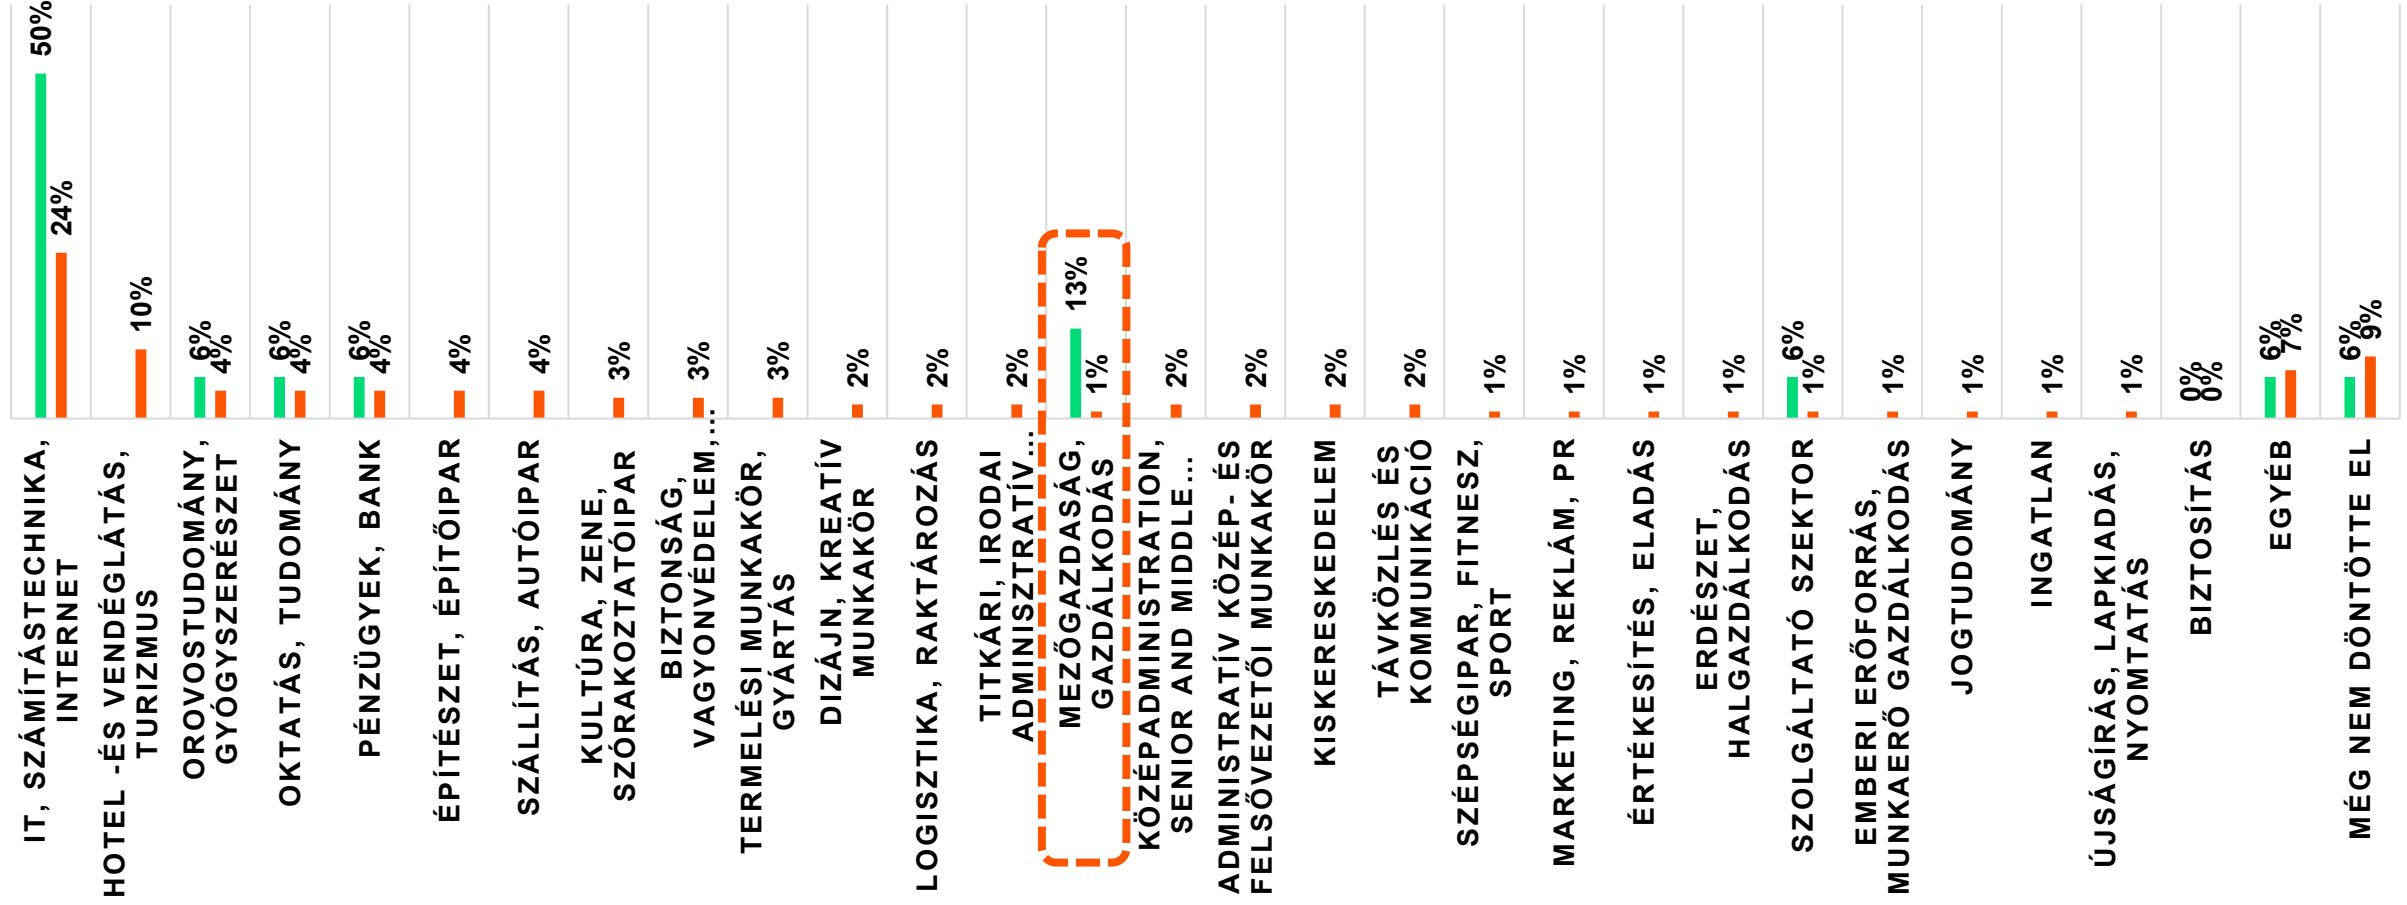 50%
24%
10%
6%
4%
6%
4%
6%
4%
4%
4%
3%
3%
3%
2%
2%
2%
13%
1%
2%
2%
2%
2%
1%
1%
1%
1%
6%
1%
1%
1%
1%
1%
0%
0%
6%
7%
6%
9%
IT, SZÁMÍTÁSTECHNIKA,
INTERNET
HOTEL -ÉS VENDÉGLÁTÁS,
TURIZMUS
OROVOSTUDOMÁNY,
GYÓGYSZERÉSZET
OKTATÁS, TUDOMÁNY
PÉNZÜGYEK, BANK
ÉPÍTÉSZET, ÉPÍTŐIPAR
SZÁLLÍTÁS, AUTÓIPAR
KULTÚRA, ZENE,
SZÓRAKOZTATÓIPAR
BIZTONSÁG,
VAGYONVÉDELEM,...
TERMELÉSI MUNKAKÖR,
GYÁRTÁS
DIZÁJN, KREATÍV
MUNKAKÖR
LOGISZTIKA, RAKTÁROZÁS
TITKÁRI, IRODAI
ADMINISZTRATÍV...
MEZŐGAZDASÁG,
GAZDÁLKODÁS
KÖZÉPADMINISTRATION,
SENIOR AND MIDDLE...
ADMINISTRATÍV KÖZÉP- ÉS
FELSŐVEZETŐI MUNKAKÖR
KISKERESKEDELEM
TÁVKÖZLÉS ÉS
KOMMUNIKÁCIÓ
SZÉPSÉGIPAR, FITNESZ,
SPORT
MARKETING, REKLÁM, PR
ÉRTÉKESÍTÉS, ELADÁS
ERDÉSZET,
HALGAZDÁLKODÁS
SZOLGÁLTATÓ SZEKTOR
EMBERI ERŐFORRÁS,
MUNKAERŐ GAZDÁLKODÁS
JOGTUDOMÁNY
INGATLAN
ÚJSÁGÍRÁS, LAPKIADÁS,
NYOMTATÁS
BIZTOSÍTÁS
EGYÉB
MÉG NEM DÖNTÖTTE EL